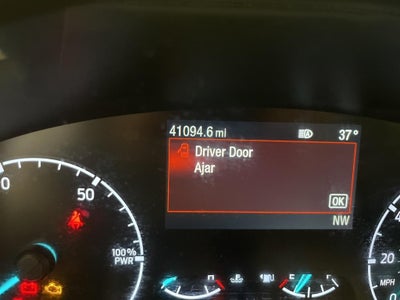 41094.6 mi 37°
Driver Door
Ajar
OK
NW
50
100%
PWR
20
MPH